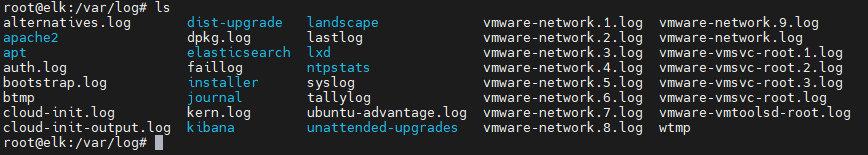 root@elk:/var/log# ls
alternatives.log dist-upgrade landscape vmware-network.1.log vmware-network.9.log
apache2 dpkg.log lastlog vmware-network.2.log vmware-network.log
apt elasticsearch lxd vmware-network.3.log vmware-vmsvc-root.1.log
auth.log faillog ntpstats vmware-network.4.log vmware-vmsvc-root.2.log
bootstrap.log installer syslog vmware-network.5.log vmware-vmsvc-root.3.log
btmp journal tallylog vmware-network.6.log vmware-vmsvc-root.log
cloud-init.log kern.log ubuntu-advantage.log vmware-network.7.log vmware-vmtoolsd-root.log
cloud-init-output.log kibana unattended-upgrades vmware-network.8.log wtmp
root@elk:/var/log#